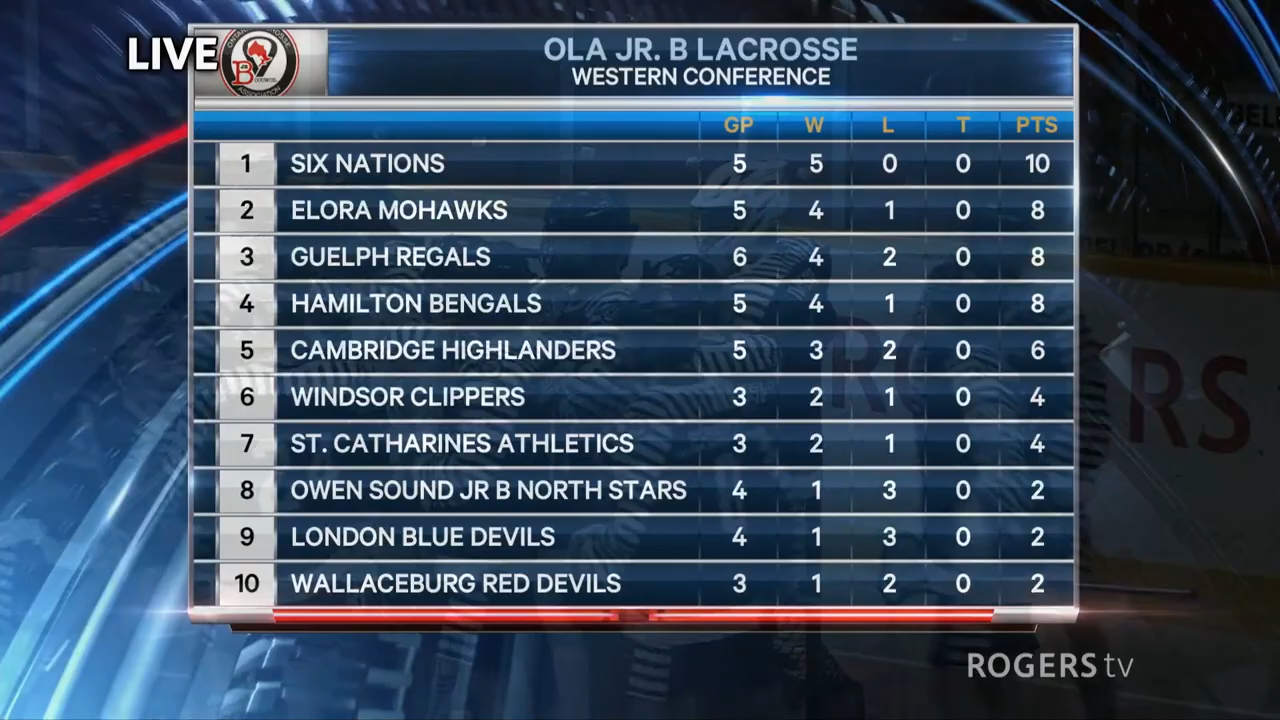 LIVE
ONTARIO LACROSSE
B COUNCIL
ASSOCIATION
OLA JR. B LACROSSE
WESTERN CONFERENCE
GP W L T PTS
1 SIX NATIONS 5 5 0 0 10
2 ELORA MOHAWKS 5 4 1 0 8
3 GUELPH REGALS 6 4 2 0 8
4 HAMILTON BENGALS 5 4 1 0 8
5 CAMBRIDGE HIGHLANDERS 5 3 2 0 6
6 WINDSOR CLIPPERS 3 2 1 0 4
7 ST. CATHARINES ATHLETICS 3 2 1 0 4
8 OWEN SOUND JR B NORTH STARS 4 1 3 0 2
9 LONDON BLUE DEVILS 4 1 3 0 2
10 WALLACEBURG RED DEVILS 3 1 2 0 2
ROGERS tv